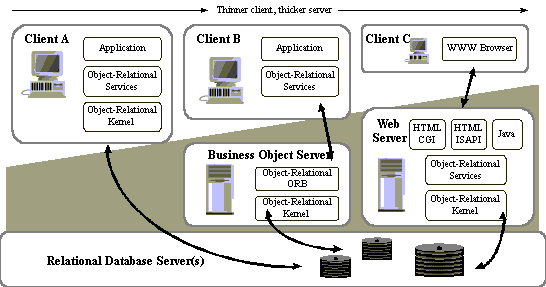 Thinner client, thicker server
Client A
Application
Object-Relational
Services
Object-Relational
Kernel
Client B
Application
Object-Relational
Services
Client C
WWW Browser
Business Object Server
Object-Relational
ORB
Object-Relational
Kernel
Web
Server
HTML
CGI
HTML
ISAPI
Java
Object-Relational
Services
Object-Relational
Kernel
Relational Database Server(s)